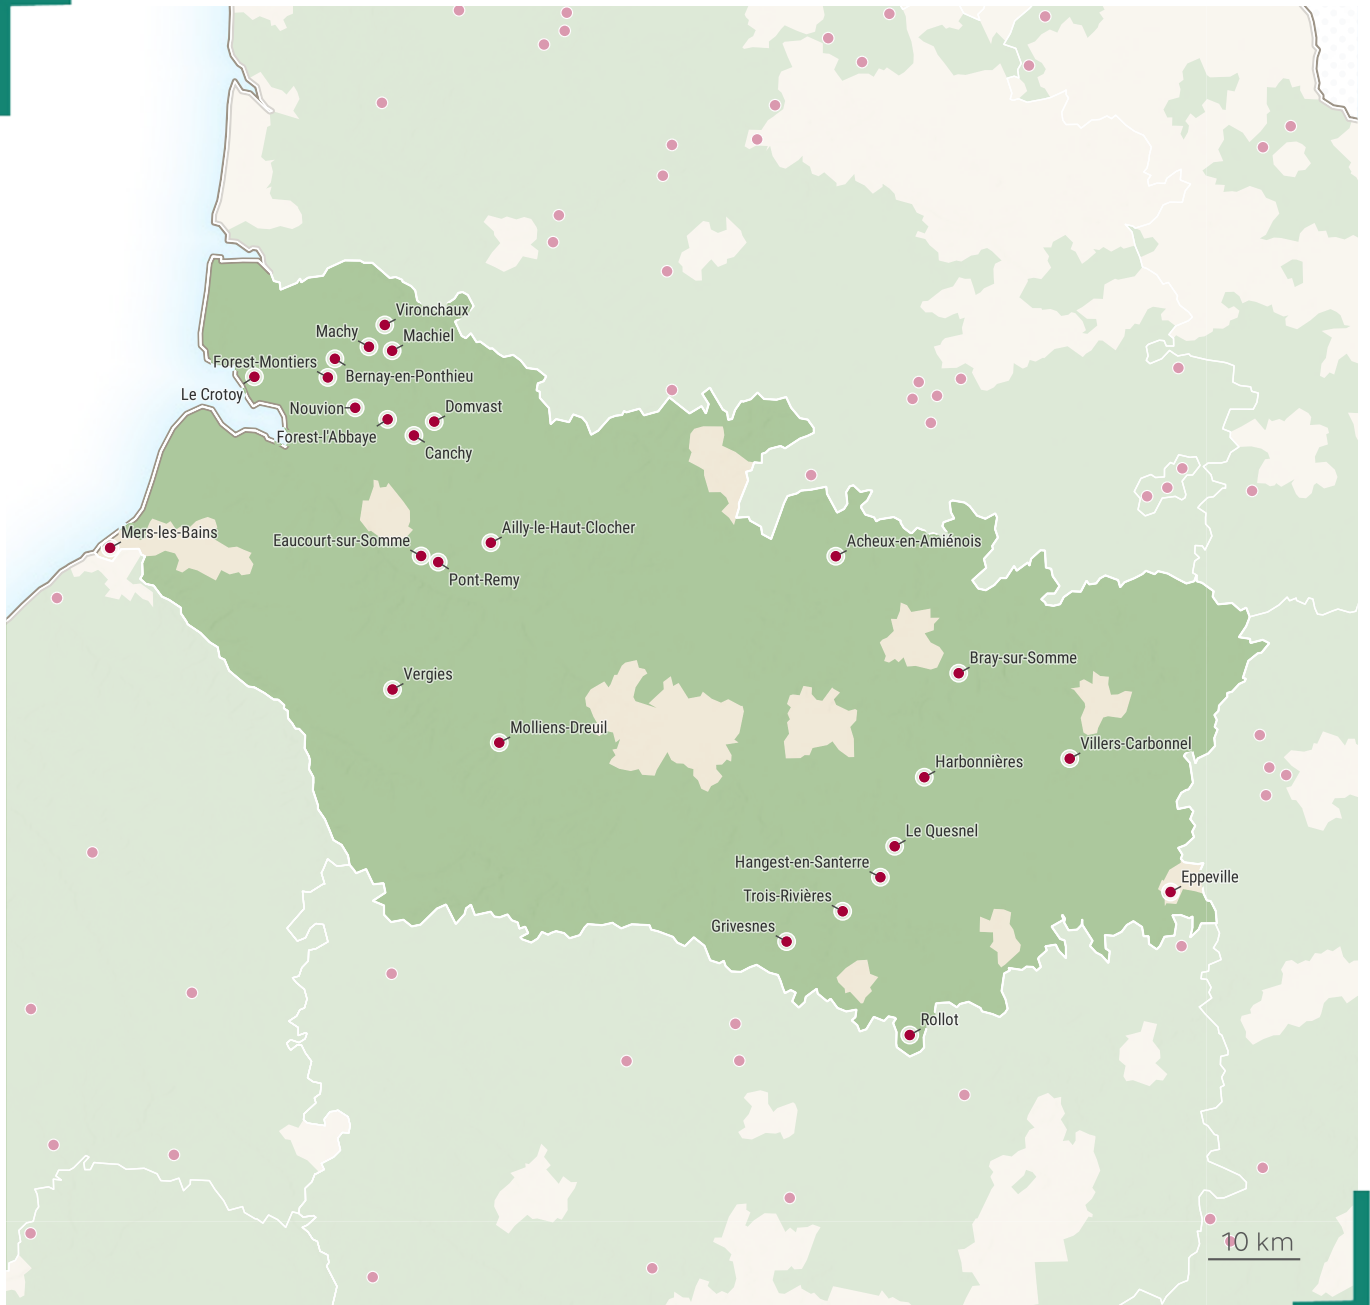 Vironchaux
Machy
Machiel
Forest-Montiers
Bernay-en-Ponthieu
Le Crotoy
Nouvion
Domvast
Forest-l'Abbaye
Canchy
Mers-les-Bains
Ailly-le-Haut-Clocher
Eaucourt-sur-Somme
Acheux-en-Amiénois
Pont-Remy
Bray-sur-Somme
Vergies
Molliens-Dreuil
Villers-Carbonnel
Harbonnières
Le Quesnel
Hangest-en-Santerre
Eppeville
Trois-Rivières
Grivesnes
Rollot
10 km